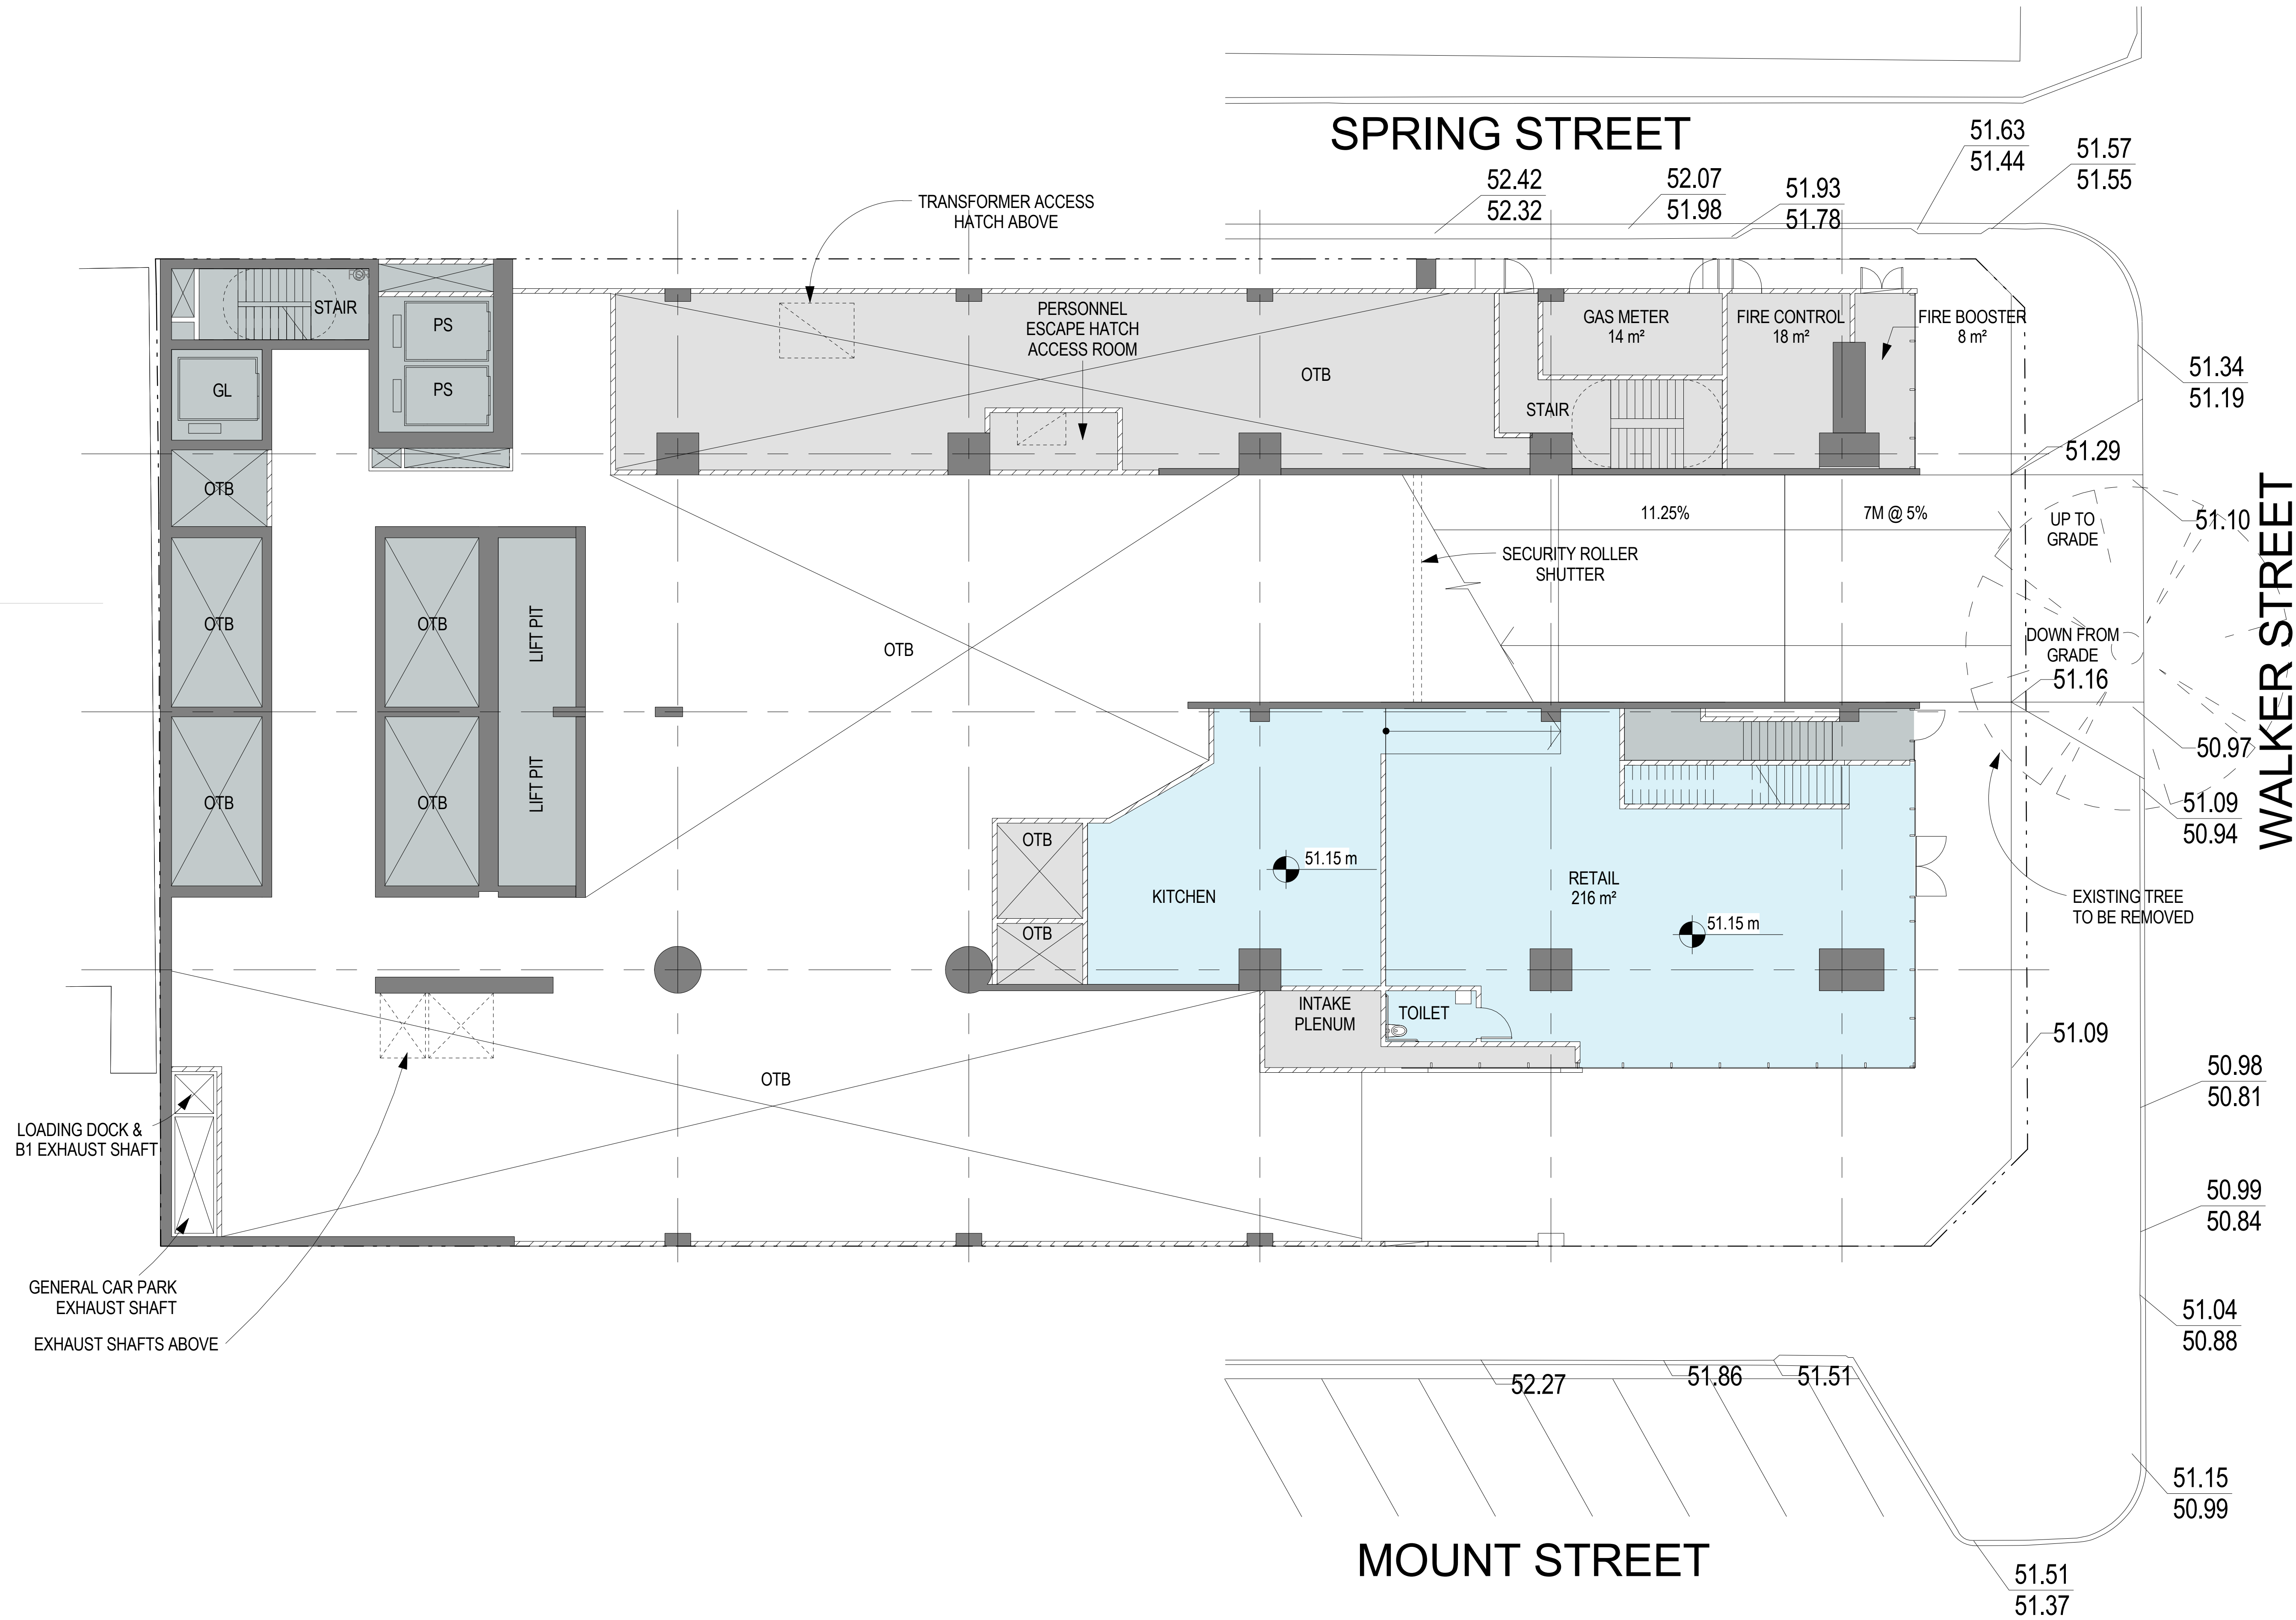 SPRING STREET
51.63
51.44
51.57
51.55
52.42
52.32
52.07
51.98
51.93
51.78
TRANSFORMER ACCESS
HATCH ABOVE
STAIR
PS
PS
GL
PERSONNEL
ESCAPE HATCH
ACCESS ROOM
OTB
GAS METER
14 m²
FIRE CONTROL
18 m²
FIRE BOOSTER
8 m²
STAIR
51.34
51.19
51.29
51.10
OTB
11.25%
7M @ 5%
UP TO
GRADE
SECURITY ROLLER
SHUTTER
WALKER STREET
OTB
OTB
LIFT PIT
OTB
DOWN FROM
GRADE
51.16
50.97
OTB
OTB
LIFT PIT
51.09
50.94
OTB
51.15 m
KITCHEN
RETAIL
216 m²
51.15 m
EXISTING TREE
TO BE REMOVED
OTB
INTAKE
PLENUM
TOILET
51.09
OTB
50.98
50.81
LOADING DOCK &
B1 EXHAUST SHAFT
50.99
50.84
GENERAL CAR PARK
EXHAUST SHAFT
EXHAUST SHAFTS ABOVE
51.04
50.88
52.27
51.86
51.51
51.15
50.99
MOUNT STREET
51.51
51.37